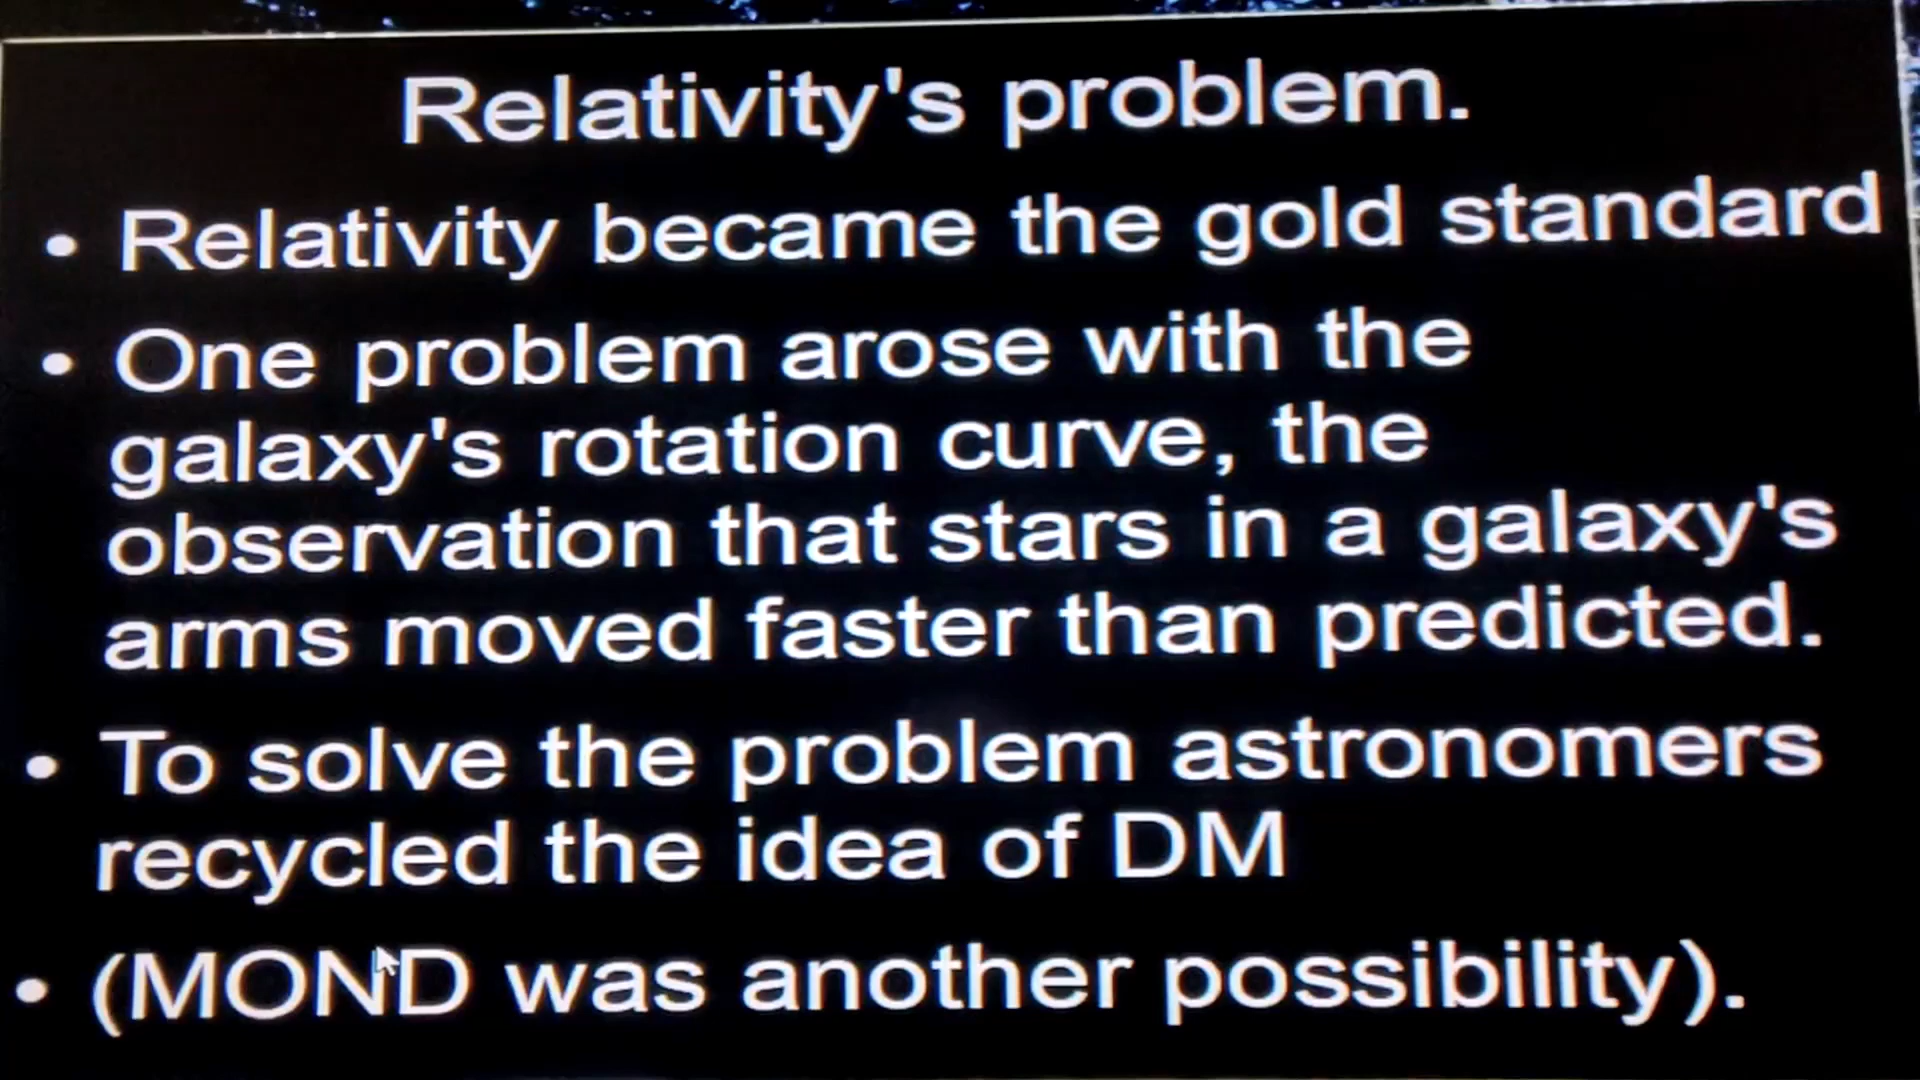 Relativity's problem.
• Relativity became the gold standard
• One problem arose with the
galaxy's rotation curve, the
observation that stars in a galaxy's
arms moved faster than predicted.
• To solve the problem astronomers
recycled the idea of DM
• (MOND was another possibility).